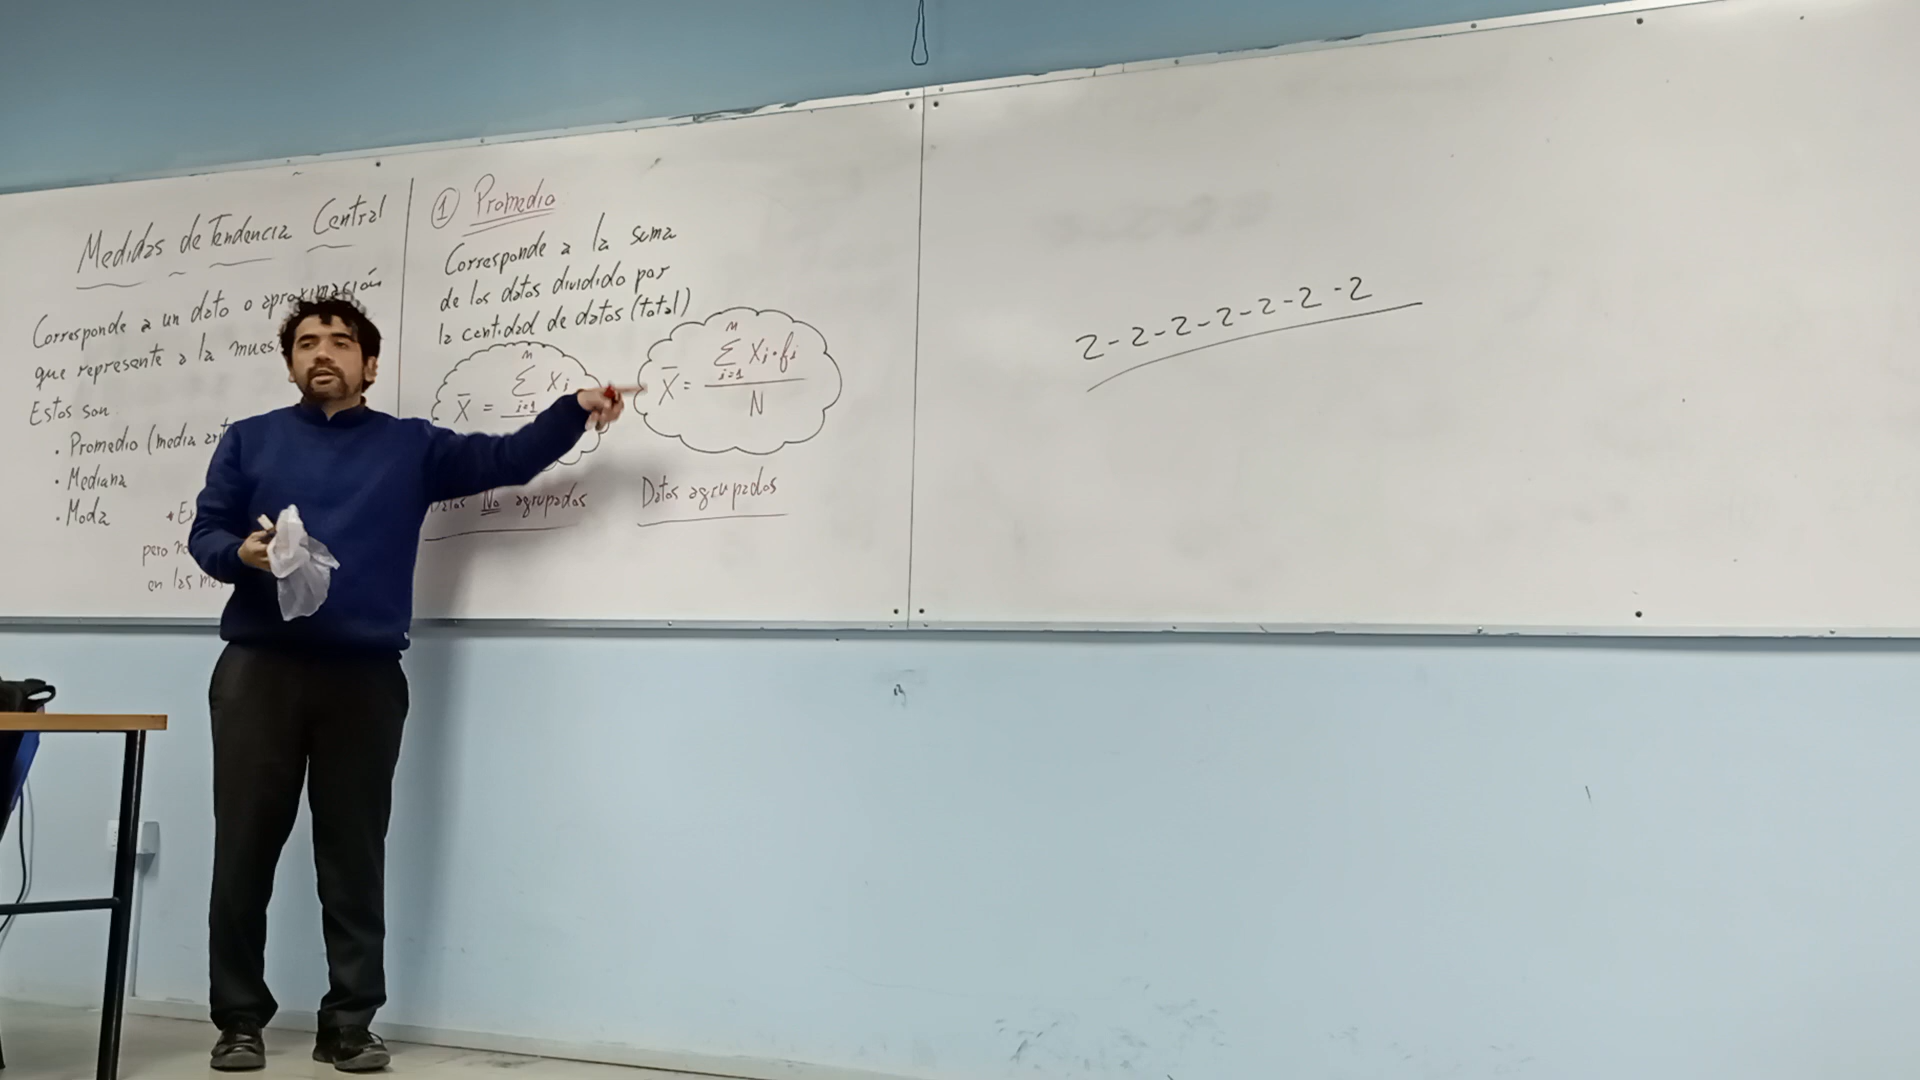 Medidas de Tendencia Central
Corresponde a un dato o aproximación
que represente a la
Estos son
· Promedio (media
· Mediana
· Moda
pero
en las
① Promedio
Corresponde a la suma
de los datos dividido por
la cantidad de datos (total)
n
X̄ = Σ Xi
i=1
Datos No agrupados
n
X̄ = Σ Xi·fi
i=1
N
Datos agrupados
2-2-2-2-2-2-2